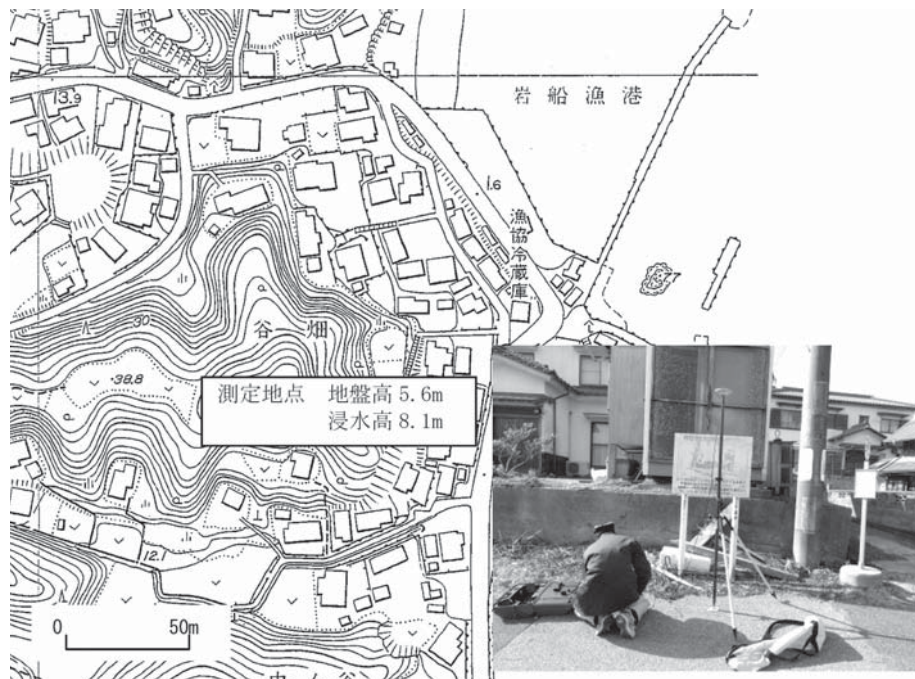 岩船漁港
13.9
1.6
漁協冷蔵庫
30
谷畑
38.8
測定地点 地盤高 5.6m
浸水高 8.1m
12.1
0 50m